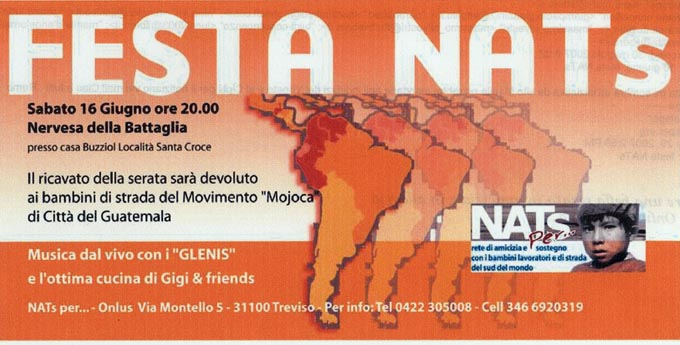 FESTA NATs
Sabato 16 Giugno ore 20.00
Nervesa della Battaglia
presso casa Buzziol Località Santa Croce
Il ricavato della serata sarà devoluto
ai bambini di strada del Movimento "Mojoca"
di Città del Guatemala
NATs per...
rete di amicizia e sostegno
con i bambini lavoratori e di strada
del sud del mondo
Musica dal vivo con i "GLENIS"
e l'ottima cucina di Gigi & friends
NATs per... - Onlus Via Montello 5 - 31100 Treviso - Per info: Tel 0422 305008 - Cell 346 6920319